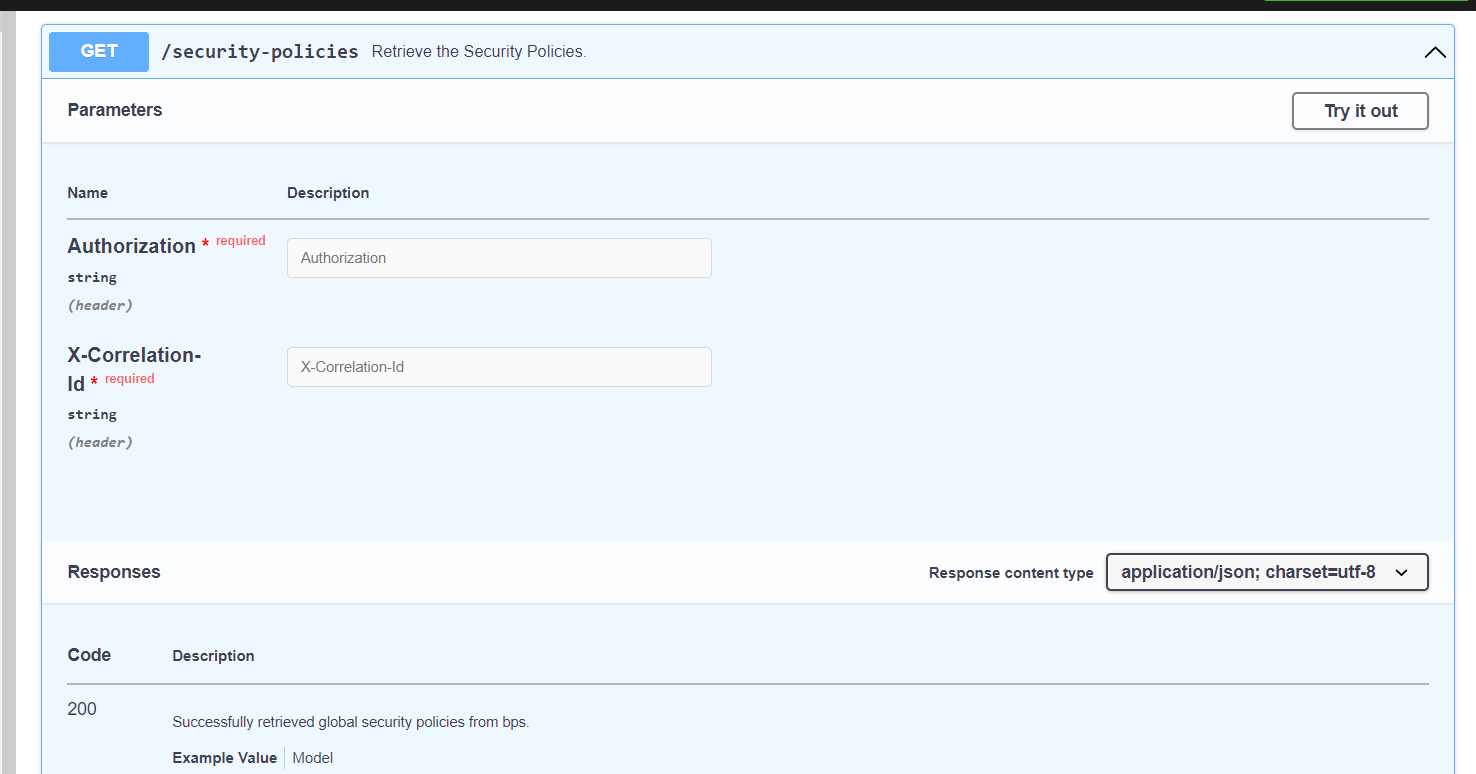 GET /security-policies Retrieve the Security Policies.
Parameters
Try it out
Name Description
Authorization * required
string
(header)
Authorization
X-Correlation-
Id * required
string
(header)
X-Correlation-Id
Responses
Response content type application/json; charset=utf-8
Code Description
200
Successfully retrieved global security policies from bps.
Example Value Model